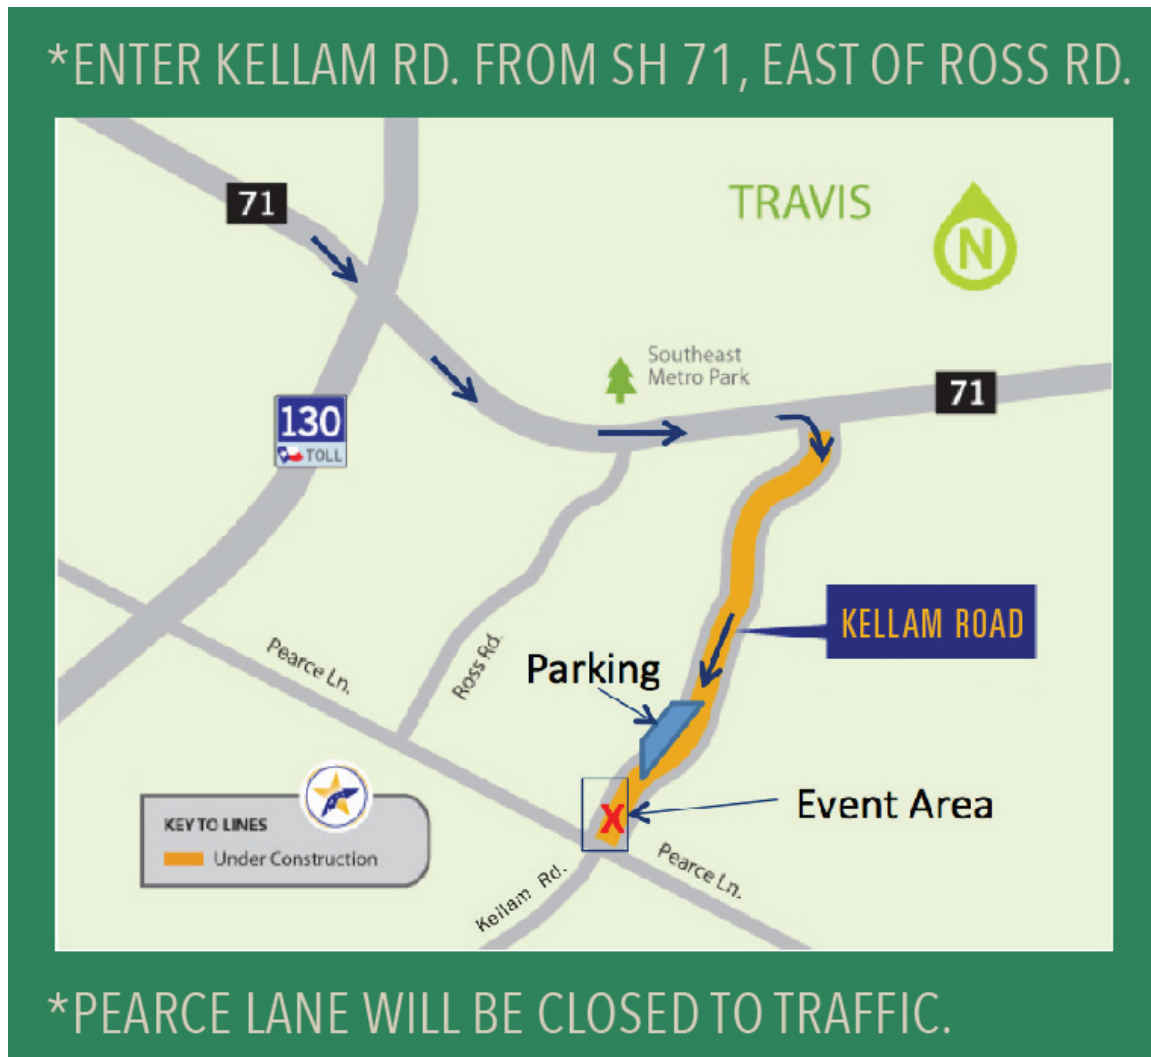 *ENTER KELLAM RD. FROM SH 71, EAST OF ROSS RD.
71
TRAVIS
N
Southeast
Metro Park
71
130
TOLL
KELLAM ROAD
Pearce Ln.
Ross Rd.
Parking
Event Area
X
KEY TO LINES
Under Construction
Pearce Ln.
Kellam Rd.
*PEARCE LANE WILL BE CLOSED TO TRAFFIC.